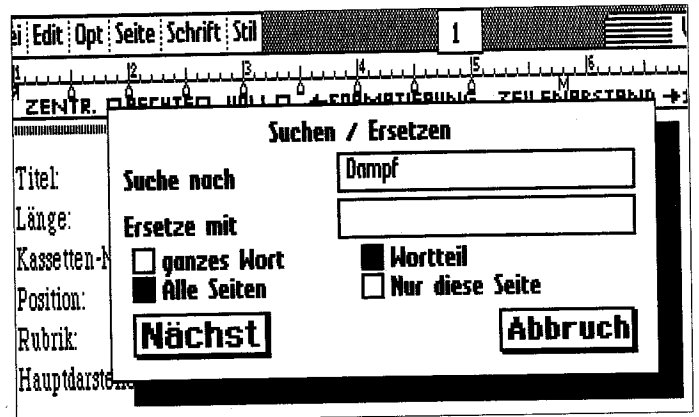 Edit Opt Seite Schrift Stil 1
2 3 4 5 6
ZENTR.
Suchen / Ersetzen
Titel:
Suche nach Dampf
Länge:
Ersetze mit
Kassetten-N
ganzes Wort Wortteil
Position:
Alle Seiten Nur diese Seite
Rubrik:
Nächst Abbruch
Hauptdarste